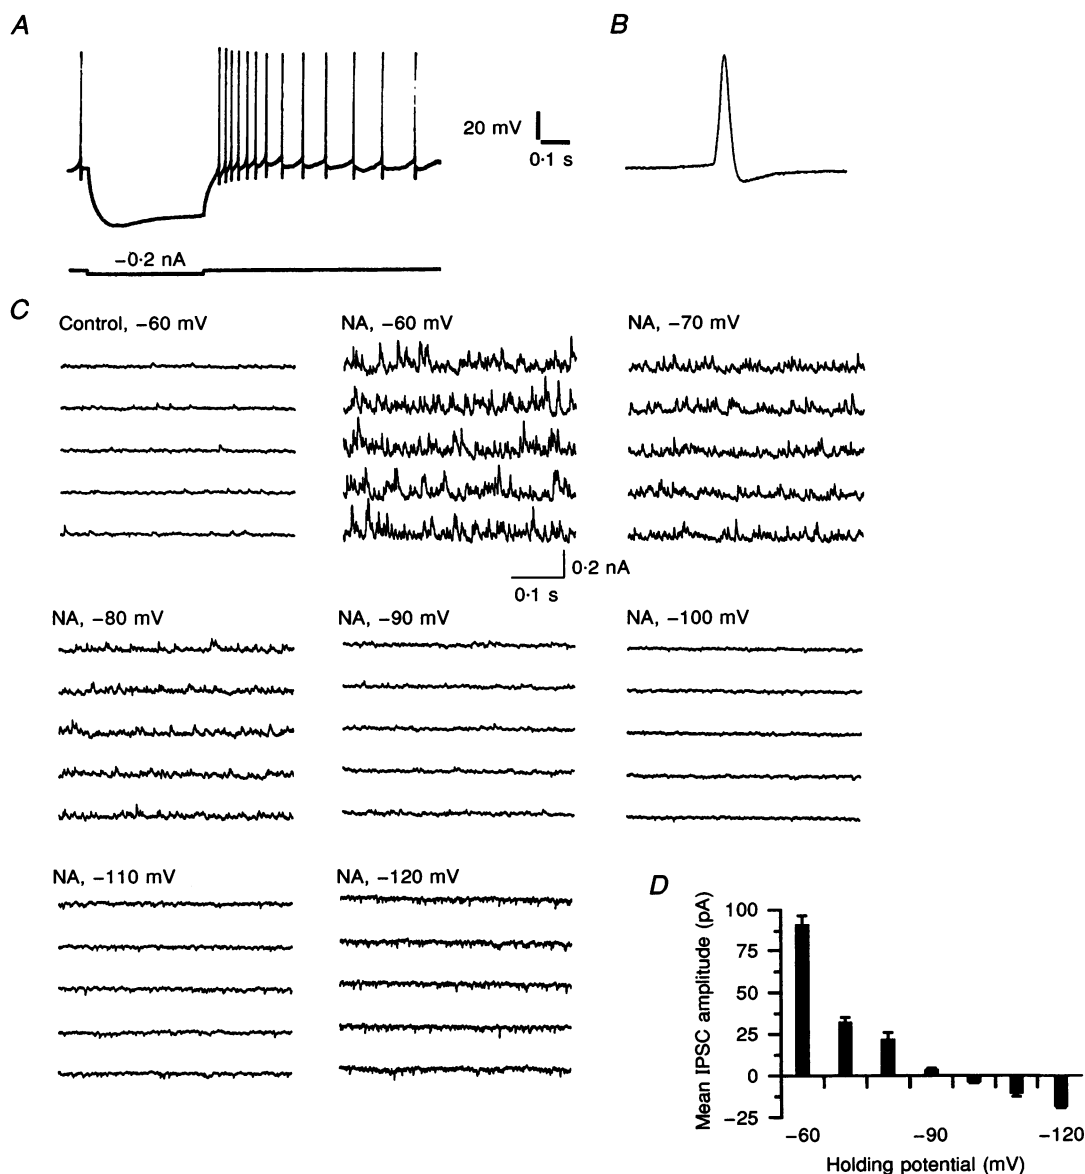 A
B
20 mV
0·1 s
−0·2 nA
C
Control, −60 mV
NA, −60 mV
NA, −70 mV
0·2 nA
0·1 s
NA, −80 mV
NA, −90 mV
NA, −100 mV
NA, −110 mV
NA, −120 mV
D
Mean IPSC amplitude (pA)
100
75
50
25
0
−25
−60
−90
−120
Holding potential (mV)